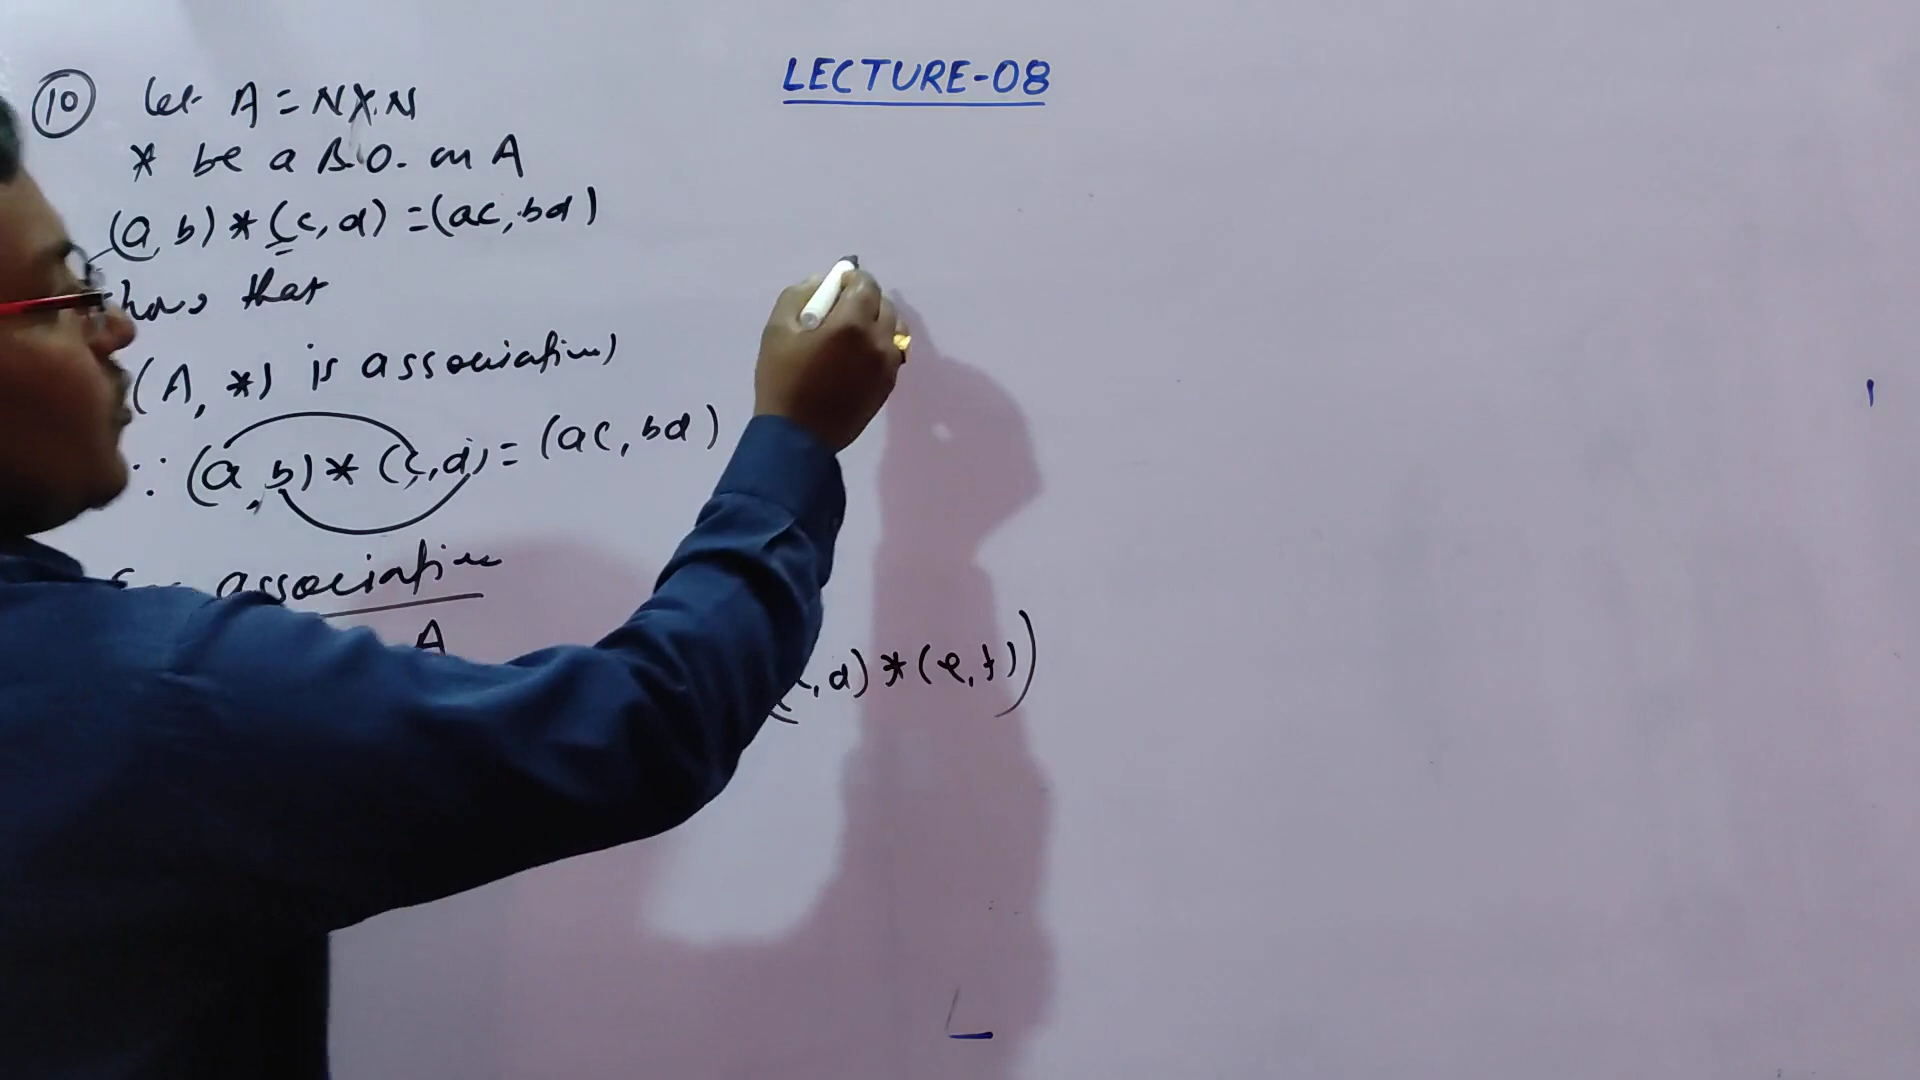 LECTURE-08
10 Let A = N X N
* be a B.O. on A
(a, b) * (c, d) = (ac, bd)
that
(A, *) is associative
∵ (a, b) * (c, d) = (ac, bd)
associative
A
, d) * (e, f))